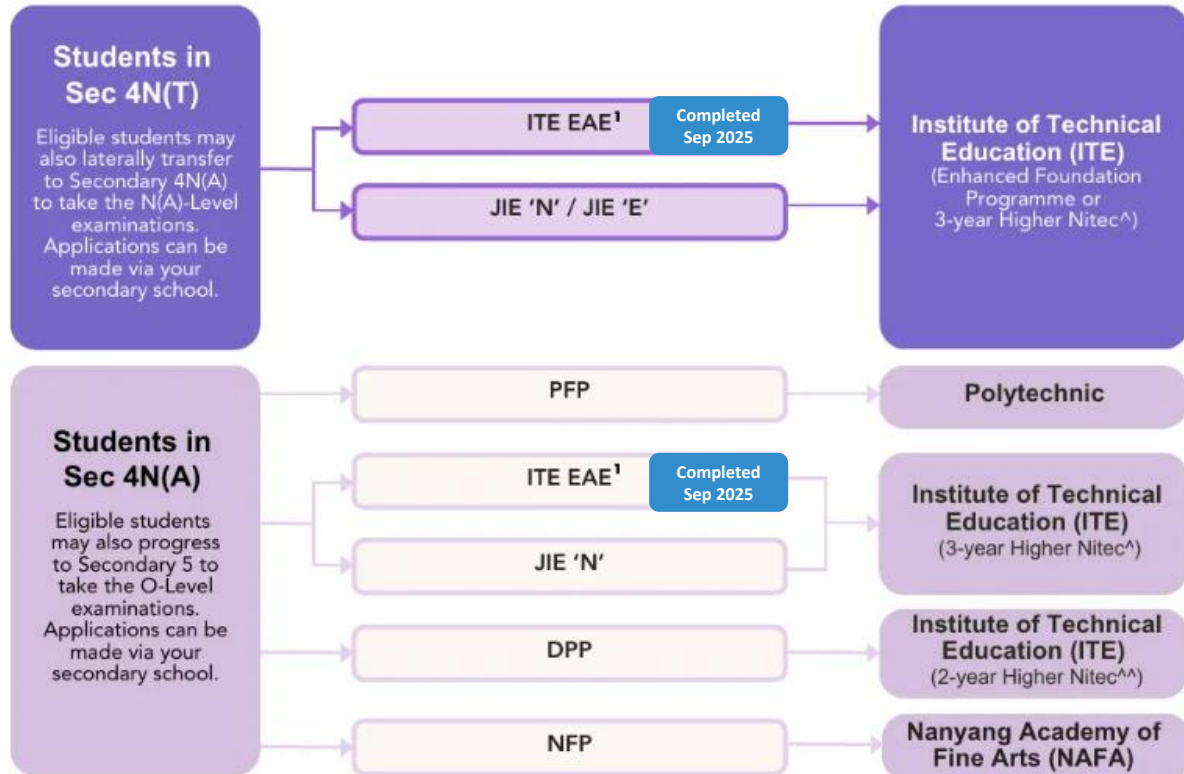 Students in
Sec 4N(T)
Eligible students may
also laterally transfer
to Secondary 4N(A)
to take the N(A)-Level
examinations.
Applications can be
made via your
secondary school.
ITE EAE¹
Completed
Sep 2025
JIE ‘N’ / JIE ‘E’
Institute of Technical
Education (ITE)
(Enhanced Foundation
Programme or
3-year Higher Nitec^)
Students in
Sec 4N(A)
Eligible students
may also progress
to Secondary 5 to
take the O-Level
examinations.
Applications can be
made via your
secondary school.
PFP
Polytechnic
ITE EAE¹
Completed
Sep 2025
JIE ‘N’
Institute of Technical
Education (ITE)
(3-year Higher Nitec^)
DPP
Institute of Technical
Education (ITE)
(2-year Higher Nitec^^)
NFP
Nanyang Academy of
Fine Arts (NAFA)